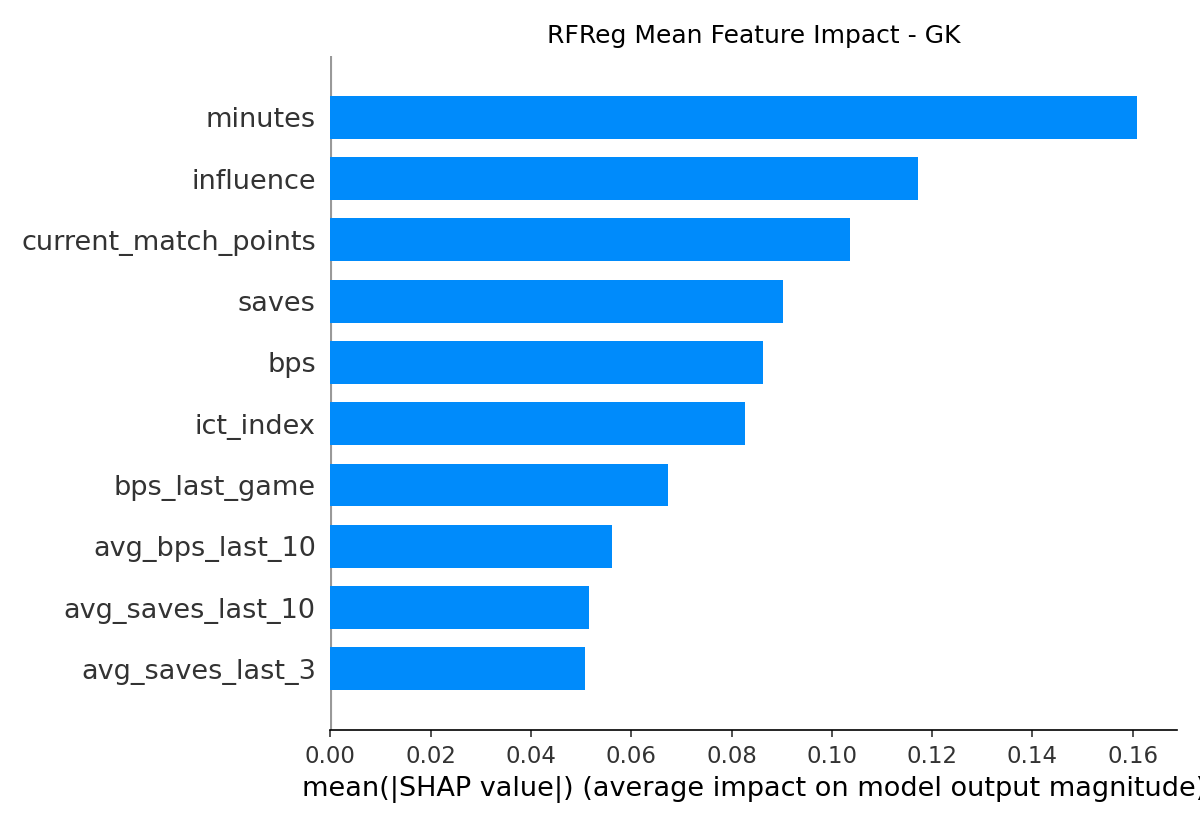 RFReg Mean Feature Impact - GK
minutes
influence
current_match_points
saves
bps
ict_index
bps_last_game
avg_bps_last_10
avg_saves_last_10
avg_saves_last_3
0.00 0.02 0.04 0.06 0.08 0.10 0.12 0.14 0.16
mean(|SHAP value|) (average impact on model output magnitude)